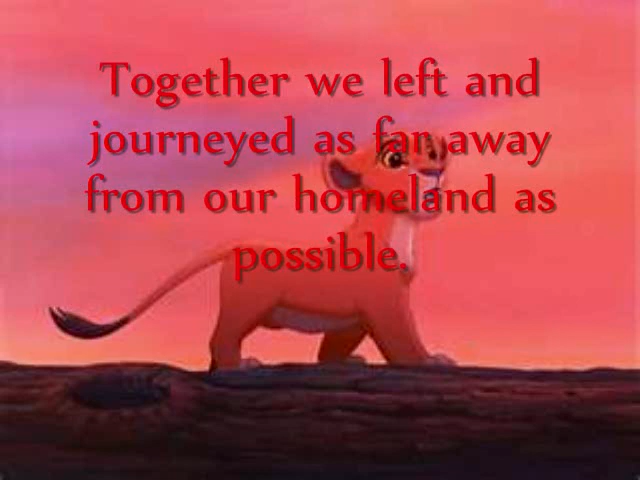 Together we left and
journeyed as far away
from our homeland as
possible.